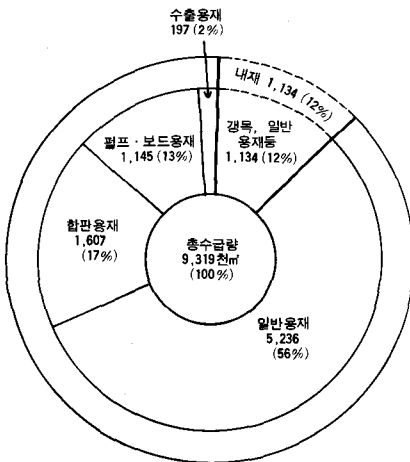 수출용재
197 (2%)
내재 1,134 (12%)
갱목, 일반
용재등
1,134 (12%)
펄프·보드용재
1,145 (13%)
합판용재
1,607
(17%)
총수급량
9,319천㎥
(100%)
일반용재
5,236
(56%)